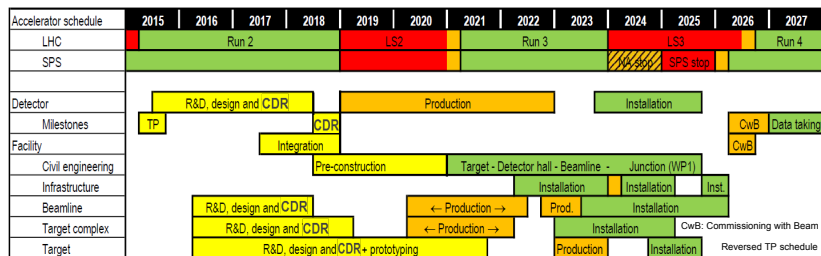 Accelerator schedule 2015 2016 2017 2018 2019 2020 2021 2022 2023 2024 2025 2026 2027
LHC Run 2 LS2 Run 3 LS3 Run 4
SPS NA stop SPS stop
Detector R&D, design and CDR Production Installation
Milestones TP CDR CwB Data taking
Facility Integration CwB
Civil engineering Pre-construction Target - Detector hall - Beamline - Junction (WP1)
Infrastructure Installation Installation Inst.
Beamline R&D, design and CDR ← Production → Prod. Installation
Target complex R&D, design and CDR ← Production → Installation CwB: Commissioning with Beam
Target R&D, design and CDR + prototyping Production Installation Reversed TP schedule